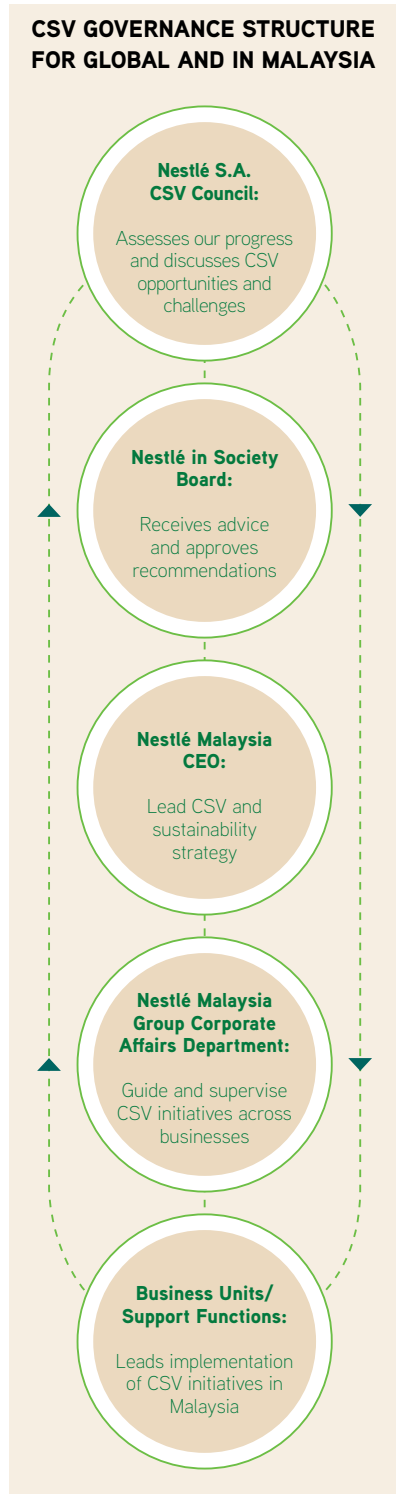 CSV GOVERNANCE STRUCTURE
FOR GLOBAL AND IN MALAYSIA
Nestlé S.A.
CSV Council:
Assesses our progress
and discusses CSV
opportunities and
challenges
Nestlé in Society
Board:
Receives advice
and approves
recommendations
Nestlé Malaysia
CEO:
Lead CSV and
sustainability
strategy
Nestlé Malaysia
Group Corporate
Affairs Department:
Guide and supervise
CSV initiatives across
businesses
Business Units/
Support Functions:
Leads implementation
of CSV initiatives in
Malaysia